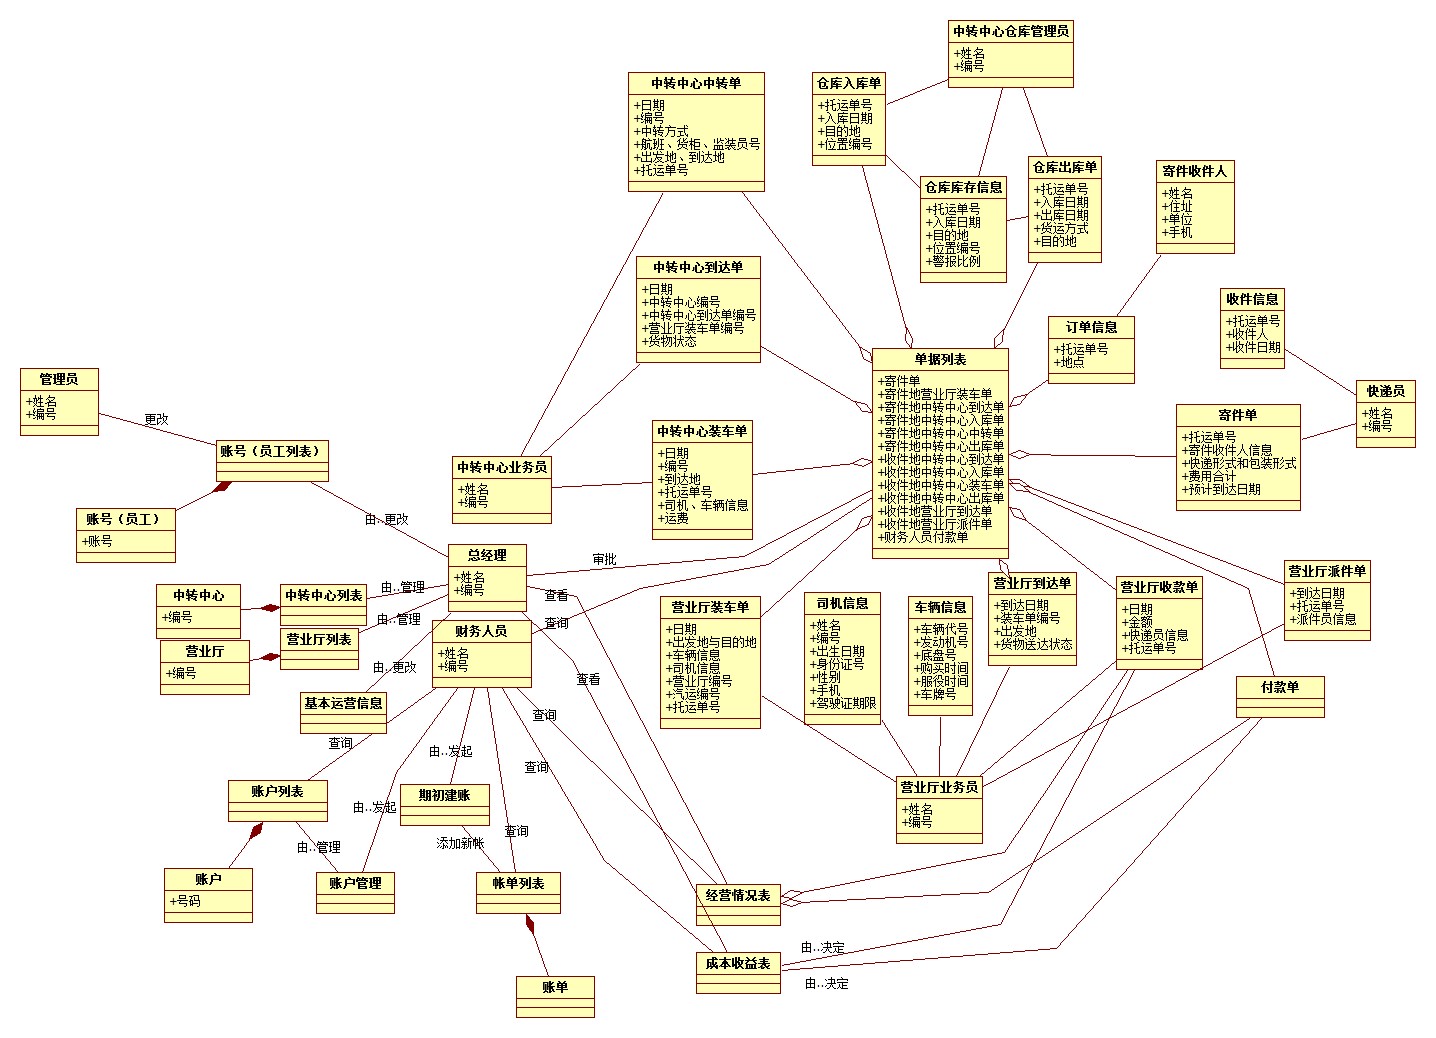 中转中心仓库管理员
+姓名
+编号
中转中心中转单
+日期
+编号
+中转方式
+航班、货柜、监装员号
+出发地、到达地
+托运单号
仓库入库单
+托运单号
+入库日期
+目的地
+位置编号
仓库库存信息
+托运单号
+入库日期
+目的地
+位置编号
+警报比例
仓库出库单
+托运单号
+入库日期
+出库日期
+货运方式
+目的地
寄件收件人
+姓名
+住址
+单位
+手机
中转中心到达单
+日期
+中转中心编号
+中转中心到达单编号
+营业厅装车单编号
+货物状态
收件信息
+托运单号
+收件人
+收件日期
订单信息
+托运单号
+地点
单据列表
+寄件单
+寄件地营业厅装车单
+寄件地中转中心到达单
+寄件地中转中心入库单
+寄件地中转中心中转单
+寄件地中转中心出库单
+收件地中转中心到达单
+收件地中转中心入库单
+收件地中转中心装车单
+收件地中转中心出库单
+收件地营业厅到达单
+收件地营业厅派件单
+财务人员付款单
快递员
+姓名
+编号
寄件单
+托运单号
+寄件收件人信息
+快递形式和包装形式
+费用合计
+预计到达日期
管理员
+姓名
+编号
更改
账号（员工列表）
账号（员工）
+账号
由..更改
中转中心业务员
+姓名
+编号
中转中心装车单
+日期
+编号
+到达地
+托运单号
+司机、车辆信息
+运费
总经理
+姓名
+编号
审批
查看
查询
中转中心
+编号
中转中心列表
由..管理
营业厅
+编号
营业厅列表
由..管理
财务人员
+姓名
+编号
由..更改
查看
基本运营信息
营业厅装车单
+日期
+出发地与目的地
+车辆信息
+司机信息
+营业厅编号
+汽运编号
+托运单号
司机信息
+姓名
+编号
+出生日期
+身份证号
+性别
+手机
+驾驶证期限
车辆信息
+车辆代号
+发动机号
+底盘号
+购买时间
+服役时间
+车牌号
营业厅到达单
+到达日期
+装车单编号
+出发地
+货物送达状态
营业厅收款单
+日期
+金额
+快递员信息
+托运单号
营业厅派件单
+到达日期
+托运单号
+派件员信息
付款单
查询
由..发起
查询
查询
账户列表
由..发起
期初建账
查询
添加新帐
由..管理
营业厅业务员
+姓名
+编号
账户
+号码
账户管理
帐单列表
账单
经营情况表
成本收益表
由..决定
由..决定